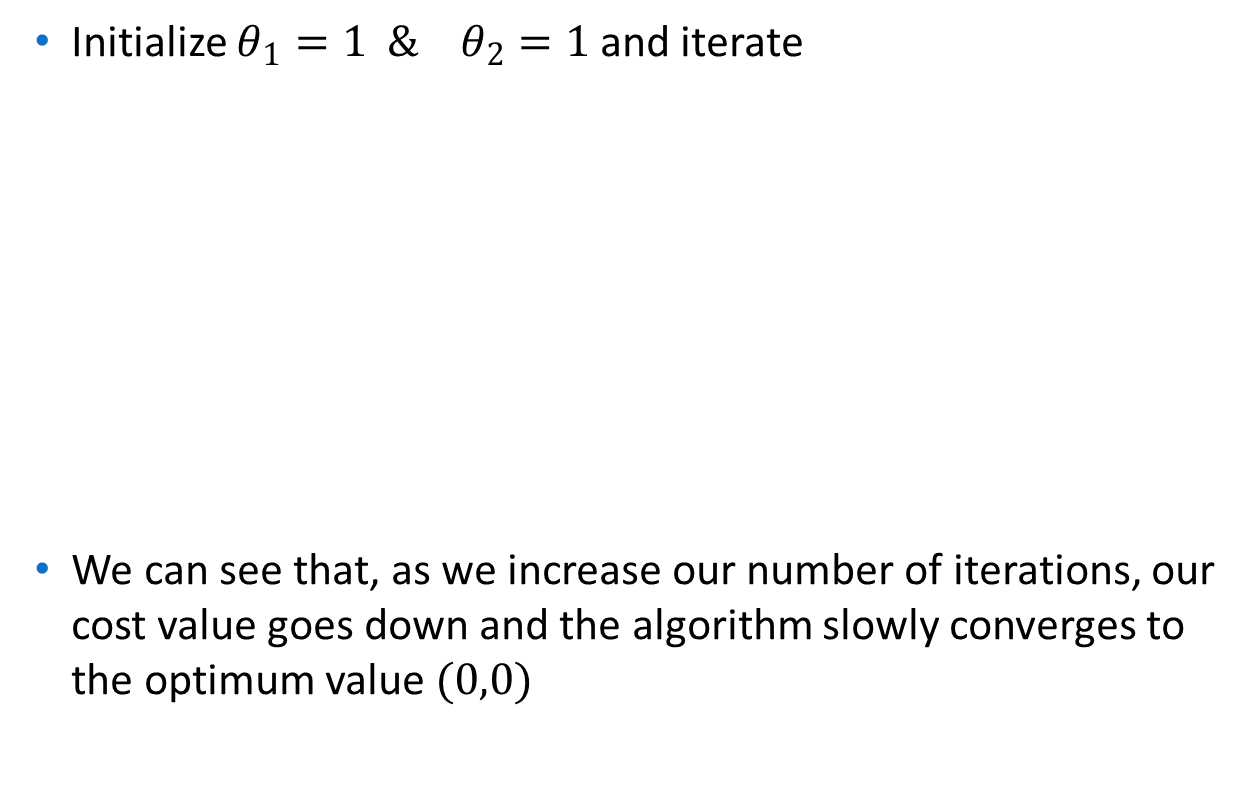 • Initialize θ₁ = 1 & θ₂ = 1 and iterate
• We can see that, as we increase our number of iterations, our
cost value goes down and the algorithm slowly converges to
the optimum value (0,0)